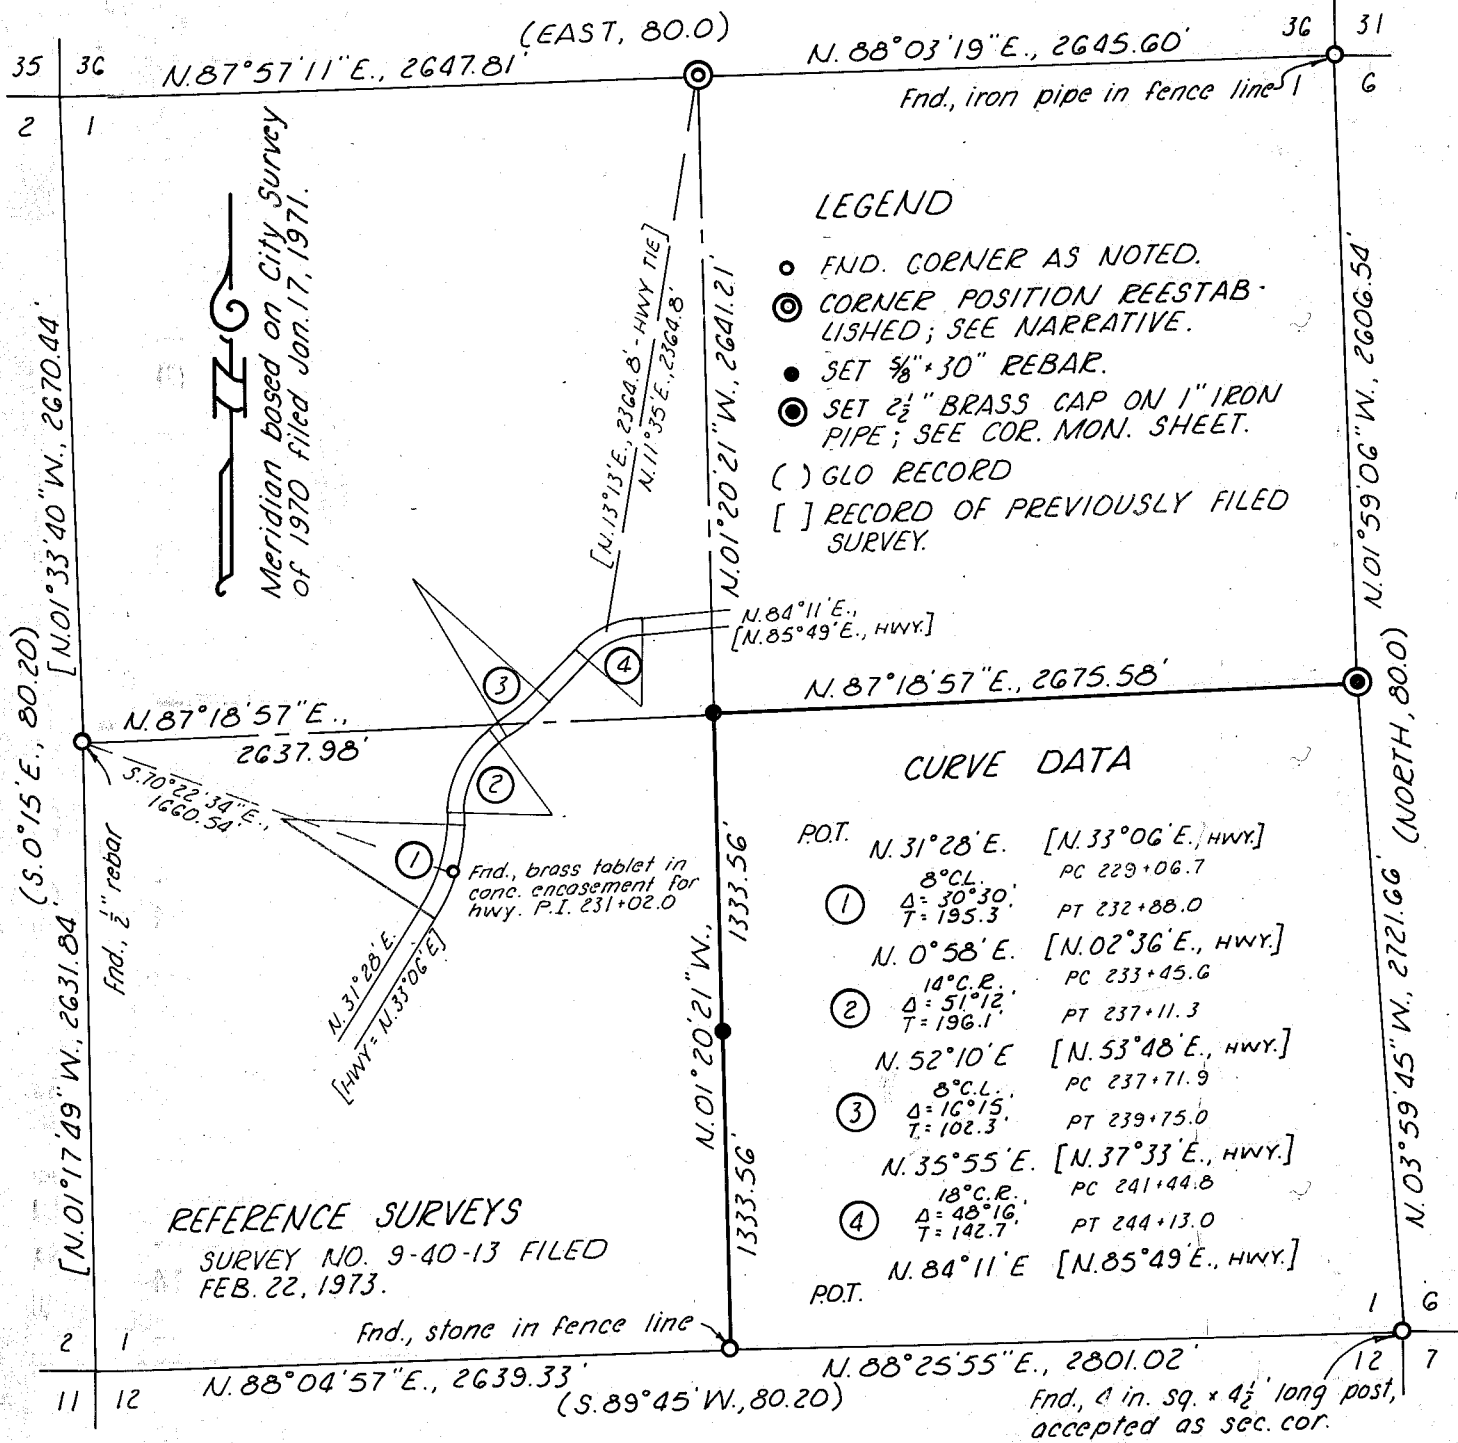 (EAST, 80.0)
35 36
N.87°57'11"E., 2647.81'
N. 88°03'19"E., 2645.60'
36 31
2 1
Fnd., iron pipe in fence line
1 6
Meridian based on City Survey
of 1970 filed Jan. 17, 1971.
N
[N.01°33'40"W., 2670.44'
(S.0°15'E., 80.20)
[N.13°13'E., 2364.8' - HWY TIE]
N.11°35'E., 2364.8'
N.01°20'21"W., 2641.21'
LEGEND
FND. CORNER AS NOTED.
CORNER POSITION REESTAB-
LISHED; SEE NARRATIVE.
SET 5/8" x 30" REBAR.
SET 2 1/2" BRASS CAP ON 1" IRON
PIPE; SEE COR. MON. SHEET.
( ) GLO RECORD
[ ] RECORD OF PREVIOUSLY FILED
SURVEY.
N.01°59'06"W., 2606.54'
(NORTH, 80.0)
N.84°11'E.,
[N.85°49'E., HWY.]
3
4
N.87°18'57"E.,
2637.98'
N.87°18'57"E., 2675.58'
S.70°22'34"E.,
1660.54'
2
1
Fnd., 1/2" rebar
Fnd., brass tablet in
conc. encasement for
hwy. P.I. 231+02.0
N.31°28'E.
[HWY = N.33°06'E]
N.01°20'21"W.,
1333.56'
1333.56'
CURVE DATA
P.O.T. N.31°28'E. [N.33°06'E., HWY.]
8°C.L. PC 229+06.7
1 Δ = 30°30'
T = 195.3' PT 232+88.0
N.0°58'E. [N.02°36'E., HWY.]
14°C.R. PC 233+45.6
2 Δ = 51°12'
T = 196.1' PT 237+11.3
N.52°10'E [N.53°48'E., HWY.]
8°C.L. PC 237+71.9
3 Δ = 16°15'
T = 102.3' PT 239+75.0
N.35°55'E. [N.37°33'E., HWY.]
18°C.R. PC 241+44.8
4 Δ = 48°16'
T = 142.7' PT 244+13.0
N.84°11'E [N.85°49'E., HWY.]
P.O.T.
[N.01°17'49"W., 2631.84'
N.03°59'45"W., 2721.66'
REFERENCE SURVEYS
SURVEY NO. 9-40-13 FILED
FEB. 22, 1973.
Fnd., stone in fence line
2 1
1 6
11 12
N.88°04'57"E., 2639.33'
(S.89°45'W., 80.20)
N.88°25'55"E., 2801.02'
12 7
Fnd., 4 in. sq. x 4 1/2' long post,
accepted as sec. cor.